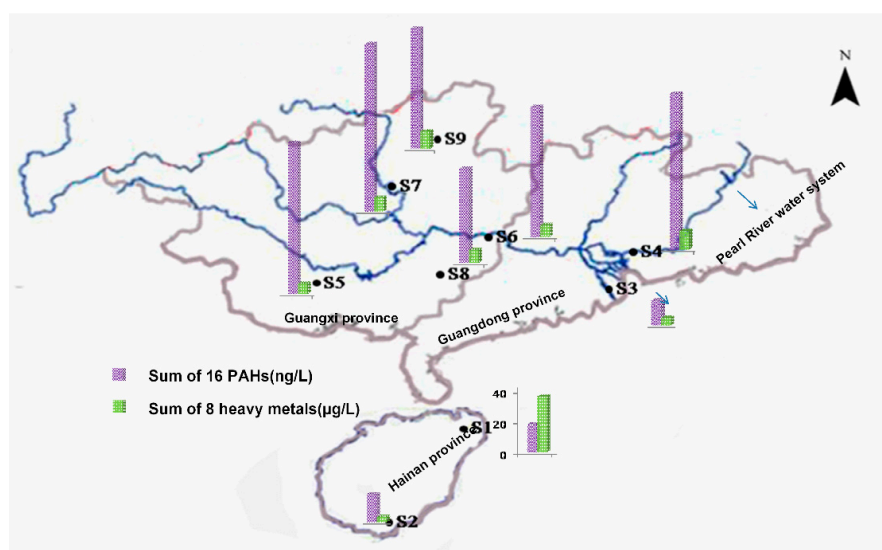 N
S9
S7
S6
S4
S5
S8
S3
Pearl River water system
Guangxi province
Guangdong province
Sum of 16 PAHs(ng/L)
Sum of 8 heavy metals(µg/L)
40
20
0
S1
Hainan province
S2